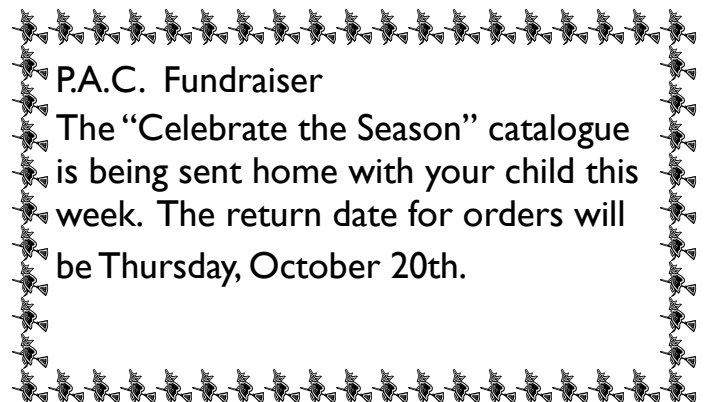 P.A.C.  Fundraiser
The “Celebrate the Season” catalogue
is being sent home with your child this
week.  The return date for orders will
be Thursday, October 20th.